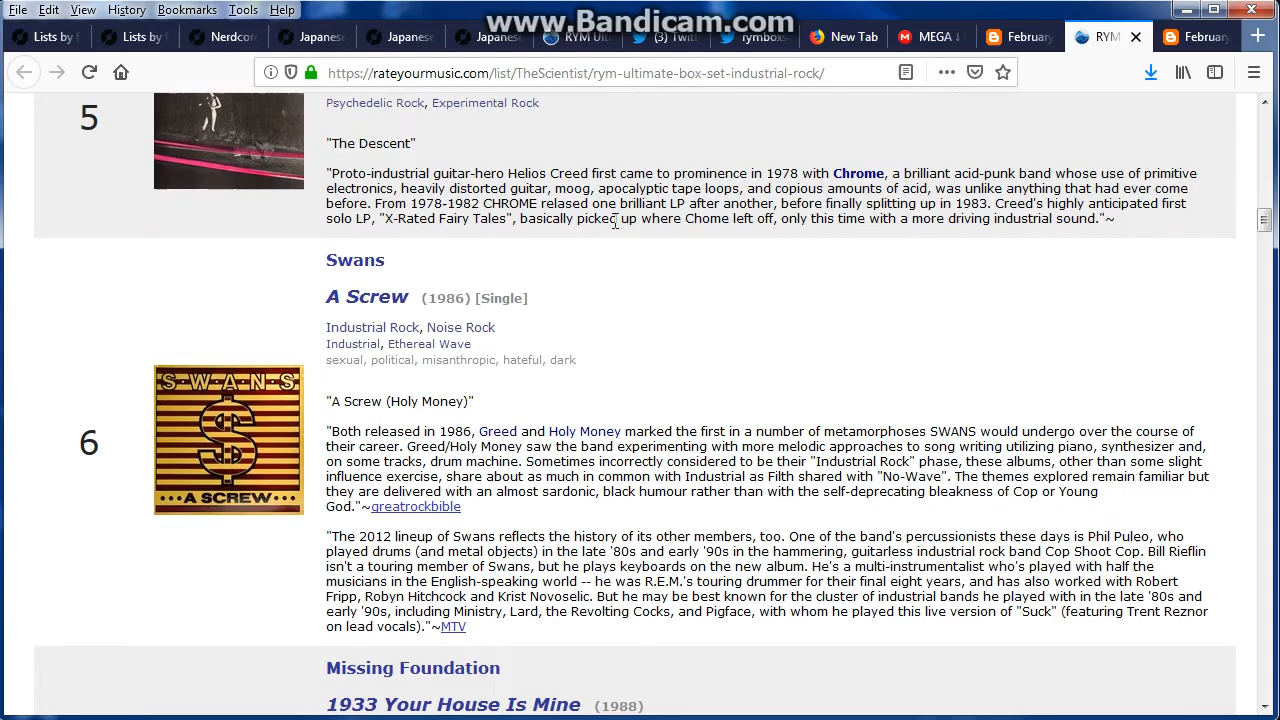 File Edit View History Bookmarks Tools Help
www.Bandicam.com
Lists by
Lists by
Nerdcor
Japanese
Japanese
Japanese
RYM Ult
(3) Twit
rymboxs
New Tab
MEGA
February
RYM
February
https://rateyourmusic.com/list/TheScientist/rym-ultimate-box-set-industrial-rock/
5
Psychedelic Rock, Experimental Rock
"The Descent"
"Proto-industrial guitar-hero Helios Creed first came to prominence in 1978 with Chrome, a brilliant acid-punk band whose use of primitive
electronics, heavily distorted guitar, moog, apocalyptic tape loops, and copious amounts of acid, was unlike anything that had ever come
before. From 1978-1982 CHROME relased one brilliant LP after another, before finally splitting up in 1983. Creed's highly anticipated first
solo LP, "X-Rated Fairy Tales", basically picked up where Chome left off, only this time with a more driving industrial sound."~
6
SWANS
$
A SCREW
Swans
A Screw (1986) [Single]
Industrial Rock, Noise Rock
Industrial, Ethereal Wave
sexual, political, misanthropic, hateful, dark
"A Screw (Holy Money)"
"Both released in 1986, Greed and Holy Money marked the first in a number of metamorphoses SWANS would undergo over the course of
their career. Greed/Holy Money saw the band experimenting with more melodic approaches to song writing utilizing piano, synthesizer and,
on some tracks, drum machine. Sometimes incorrectly considered to be their "Industrial Rock" phase, these albums, other than some slight
influence exercise, share about as much in common with Industrial as Filth shared with "No-Wave". The themes explored remain familiar but
they are delivered with an almost sardonic, black humour rather than with the self-deprecating bleakness of Cop or Young
God."~greatrockbible
"The 2012 lineup of Swans reflects the history of its other members, too. One of the band's percussionists these days is Phil Puleo, who
played drums (and metal objects) in the late '80s and early '90s in the hammering, guitarless industrial rock band Cop Shoot Cop. Bill Rieflin
isn't a touring member of Swans, but he plays keyboards on the new album. He's a multi-instrumentalist who's played with half the
musicians in the English-speaking world -- he was R.E.M.'s touring drummer for their final eight years, and has also worked with Robert
Fripp, Robyn Hitchcock and Krist Novoselic. But he may be best known for the cluster of industrial bands he played with in the late '80s and
early '90s, including Ministry, Lard, the Revolting Cocks, and Pigface, with whom he played this live version of "Suck" (featuring Trent Reznor
on lead vocals)."~MTV
Missing Foundation
1933 Your House Is Mine (1988)